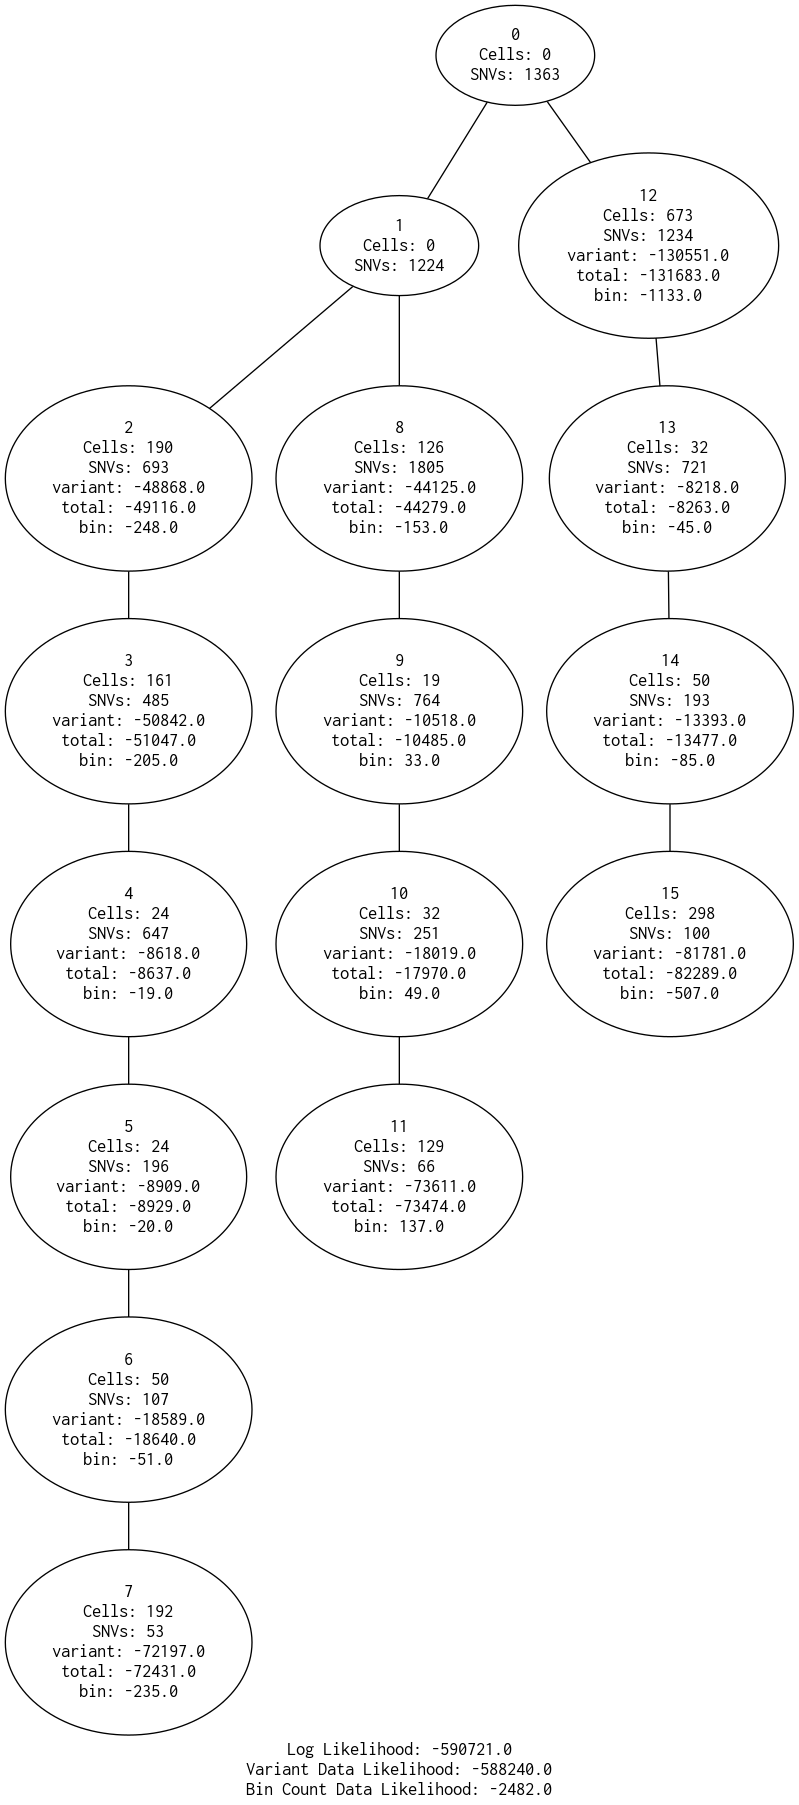 0
Cells: 0
SNVs: 1363
1
Cells: 0
SNVs: 1224
12
Cells: 673
SNVs: 1234
variant: -130551.0
total: -131683.0
bin: -1133.0
2
Cells: 190
SNVs: 693
variant: -48868.0
total: -49116.0
bin: -248.0
8
Cells: 126
SNVs: 1805
variant: -44125.0
total: -44279.0
bin: -153.0
13
Cells: 32
SNVs: 721
variant: -8218.0
total: -8263.0
bin: -45.0
3
Cells: 161
SNVs: 485
variant: -50842.0
total: -51047.0
bin: -205.0
9
Cells: 19
SNVs: 764
variant: -10518.0
total: -10485.0
bin: 33.0
14
Cells: 50
SNVs: 193
variant: -13393.0
total: -13477.0
bin: -85.0
4
Cells: 24
SNVs: 647
variant: -8618.0
total: -8637.0
bin: -19.0
10
Cells: 32
SNVs: 251
variant: -18019.0
total: -17970.0
bin: 49.0
15
Cells: 298
SNVs: 100
variant: -81781.0
total: -82289.0
bin: -507.0
5
Cells: 24
SNVs: 196
variant: -8909.0
total: -8929.0
bin: -20.0
11
Cells: 129
SNVs: 66
variant: -73611.0
total: -73474.0
bin: 137.0
6
Cells: 50
SNVs: 107
variant: -18589.0
total: -18640.0
bin: -51.0
7
Cells: 192
SNVs: 53
variant: -72197.0
total: -72431.0
bin: -235.0
Log Likelihood: -590721.0
Variant Data Likelihood: -588240.0
Bin Count Data Likelihood: -2482.0